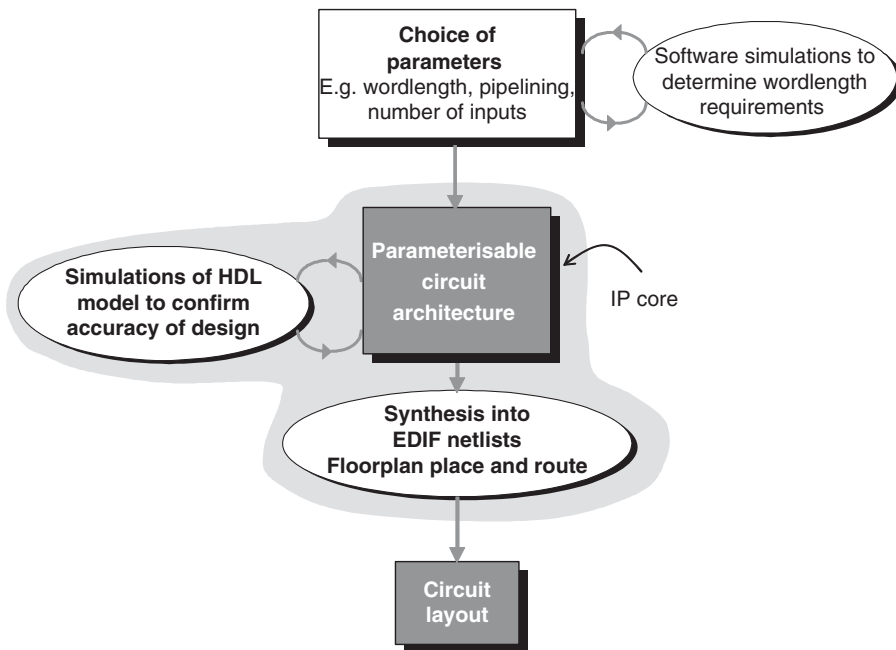 Choice of
parameters
E.g. wordlength, pipelining,
number of inputs
Software simulations to
determine wordlength
requirements
Parameterisable
circuit
architecture
IP core
Simulations of HDL
model to confirm
accuracy of design
Synthesis into
EDIF netlists
Floorplan place and route
Circuit
layout